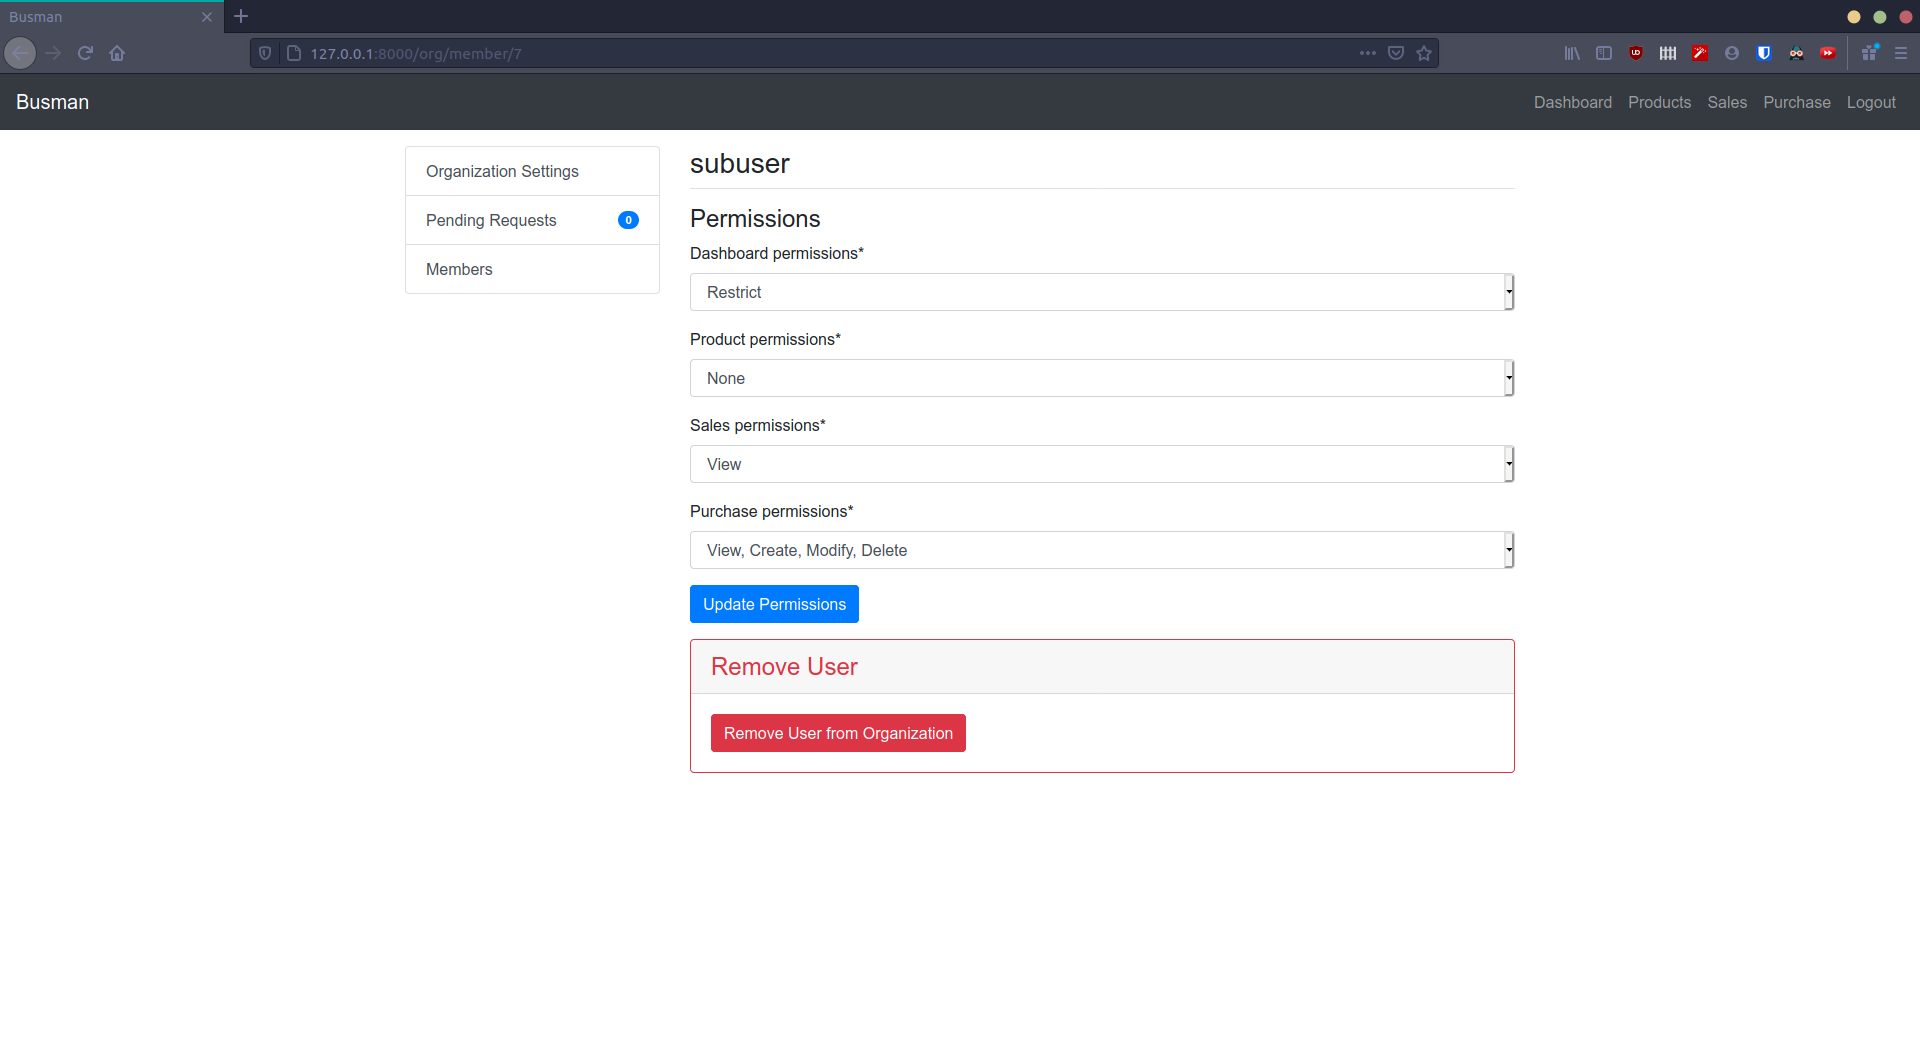 Busman
127.0.0.1:8000/org/member/7
Busman
Dashboard Products Sales Purchase Logout
Organization Settings
Pending Requests 0
Members
subuser
Permissions
Dashboard permissions*
Restrict
Product permissions*
None
Sales permissions*
View
Purchase permissions*
View, Create, Modify, Delete
Update Permissions
Remove User
Remove User from Organization